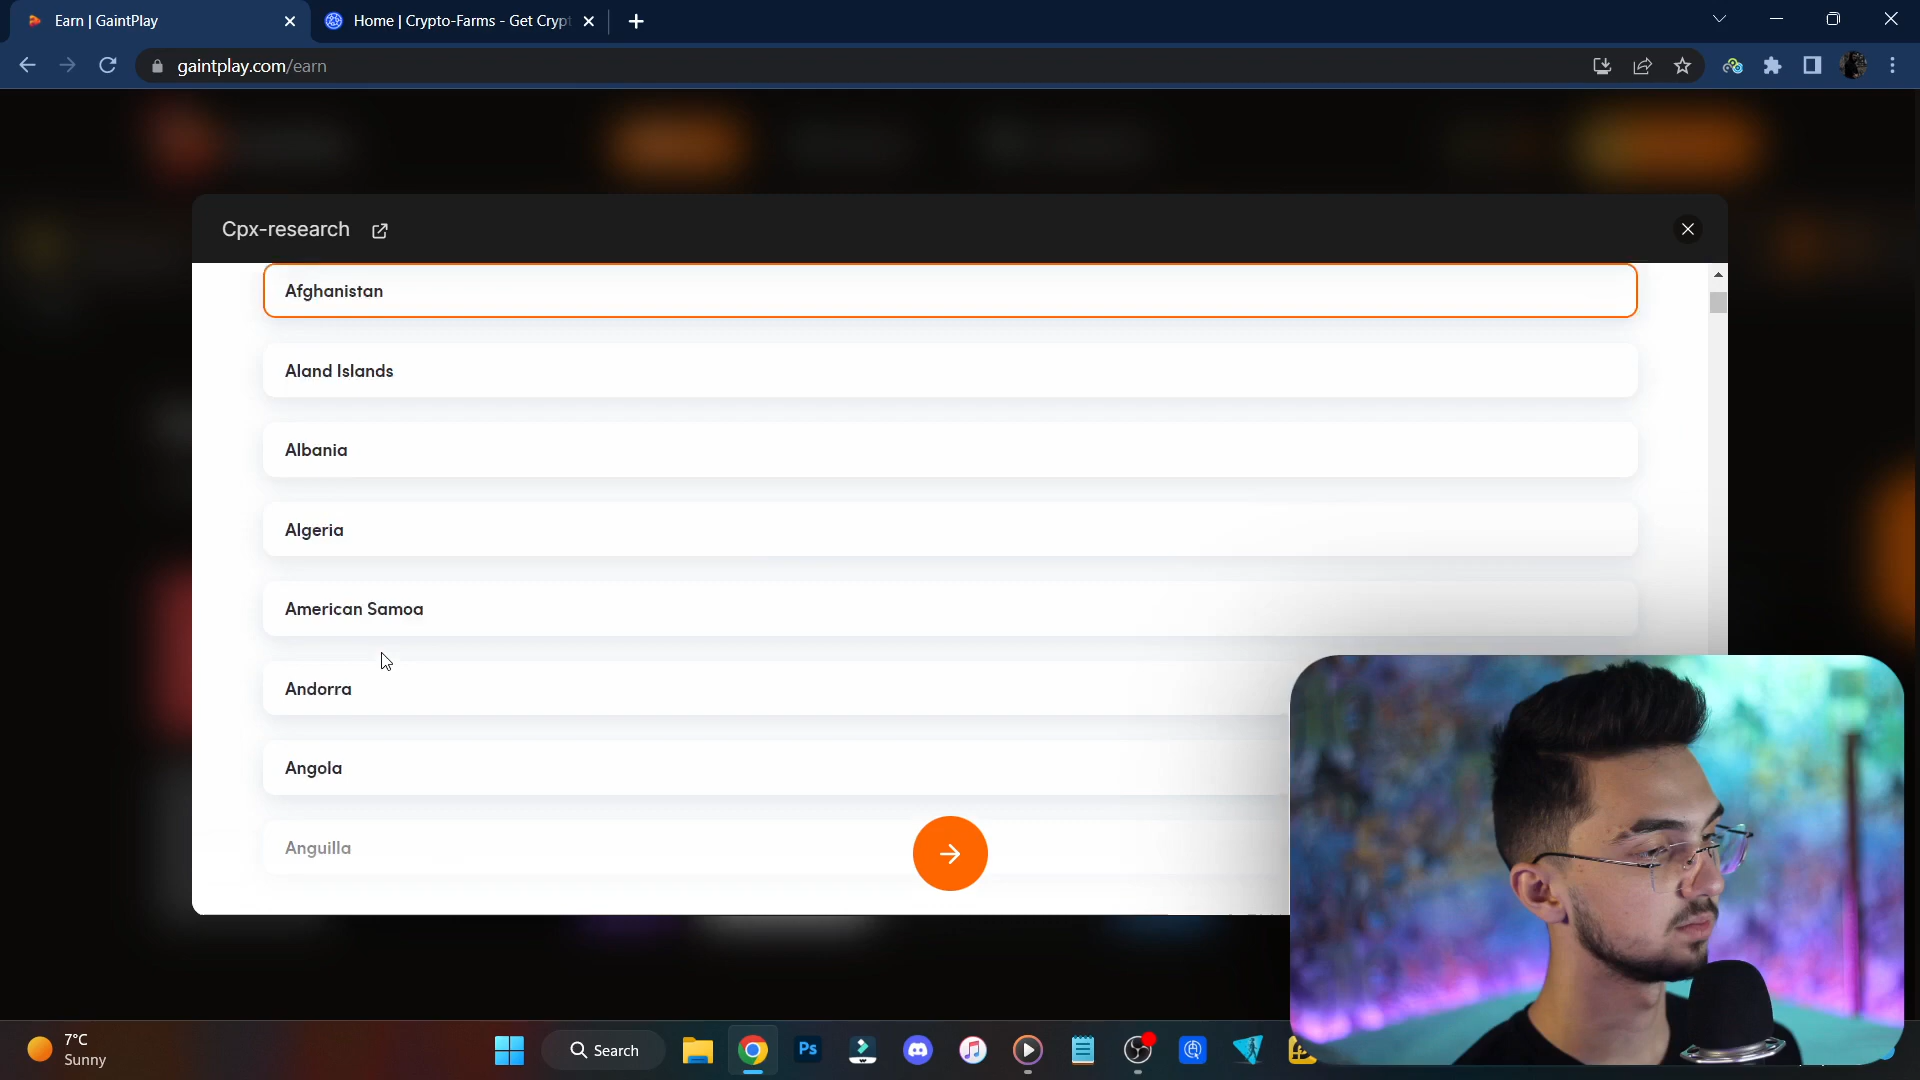 Earn | GaintPlay
Home | Crypto-Farms - Get Crypt
gaintplay.com/earn
Cpx-research
Afghanistan
Aland Islands
Albania
Algeria
American Samoa
Andorra
Angola
Anguilla
7°C
Sunny
Search
Ps